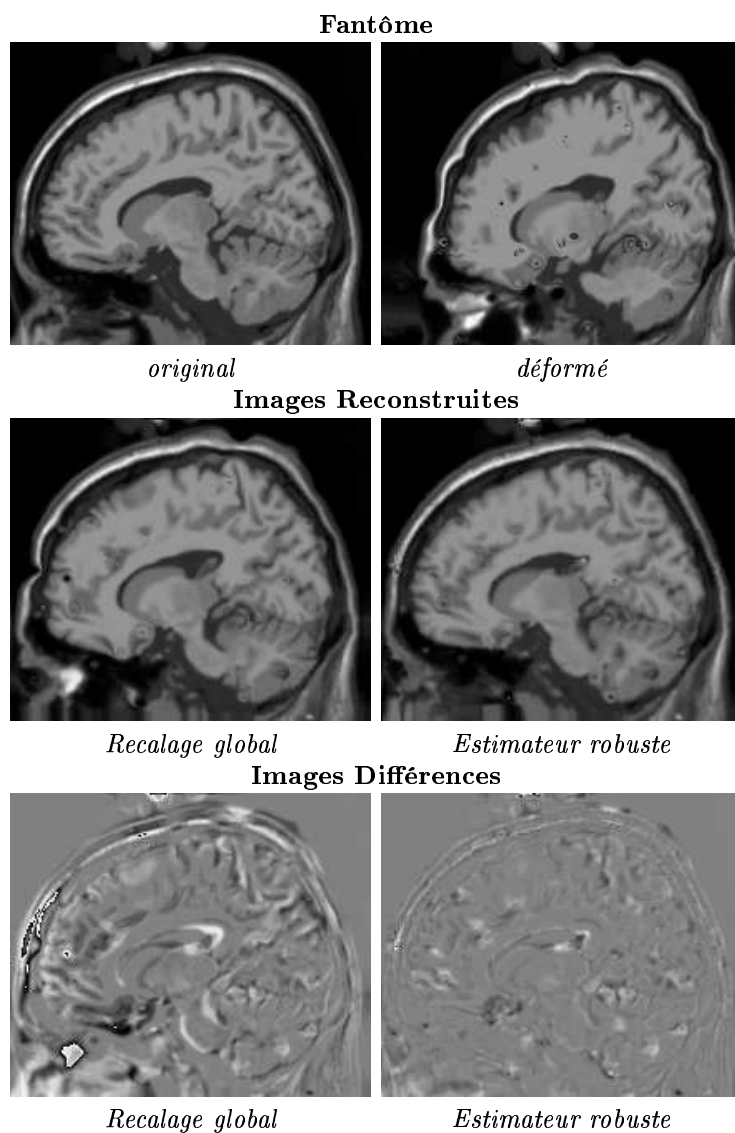 Fantôme
original déformé
Images Reconstruites
Recalage global Estimateur robuste
Images Différences
Recalage global Estimateur robuste